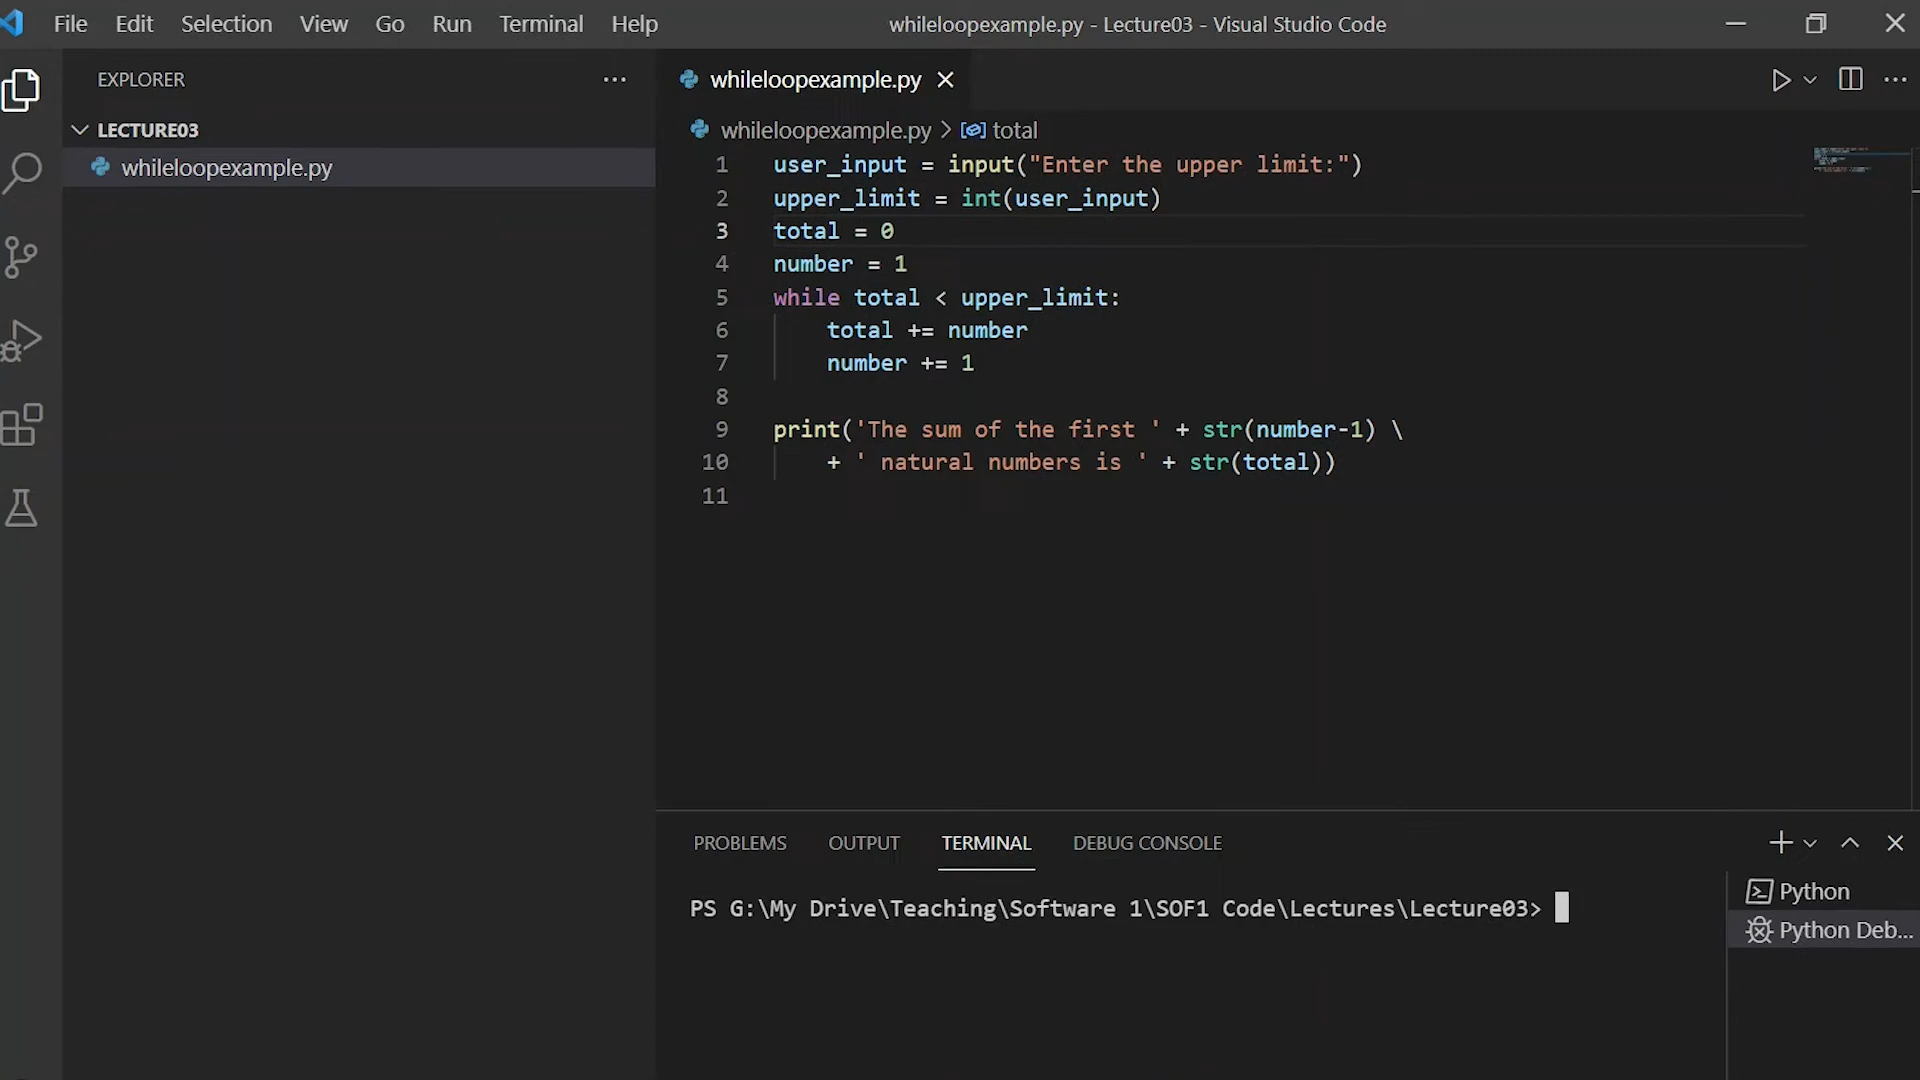 File Edit Selection View Go Run Terminal Help
whileloopexample.py - Lecture03 - Visual Studio Code
EXPLORER
LECTURE03
whileloopexample.py
whileloopexample.py
whileloopexample.py > total
1 user_input = input("Enter the upper limit:")
2 upper_limit = int(user_input)
3 total = 0
4 number = 1
5 while total < upper_limit:
6     total += number
7     number += 1
8
9 print('The sum of the first ' + str(number-1) \
10     + ' natural numbers is ' + str(total))
11
PROBLEMS OUTPUT TERMINAL DEBUG CONSOLE
PS G:\My Drive\Teaching\Software 1\SOF1 Code\Lectures\Lecture03>
Python
Python Deb...